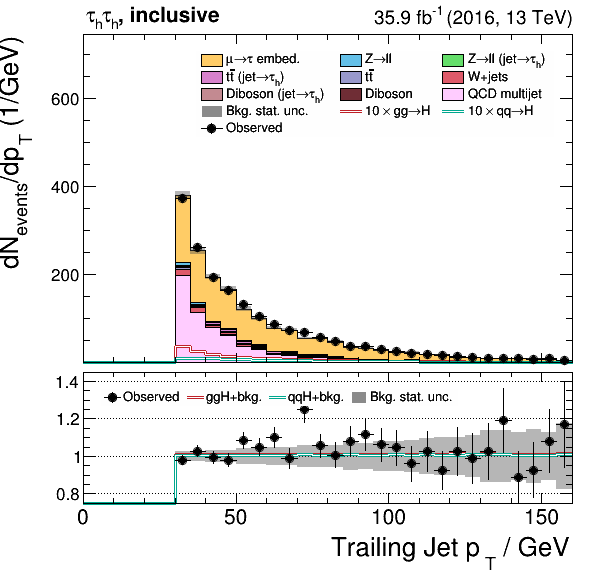 τhτh, inclusive
35.9 fb-1 (2016, 13 TeV)
dNevents/dpT (1/GeV)
600
400
200
μ→τ embed.
Z→ll
Z→ll (jet→τh)
tt̄ (jet→τh)
tt̄
W+jets
Diboson (jet→τh)
Diboson
QCD multijet
Bkg. stat. unc.
10 × gg→H
10 × qq→H
Observed
1.4
1.2
1
0.8
Observed
ggH+bkg.
qqH+bkg.
Bkg. stat. unc.
0
50
100
150
Trailing Jet pT / GeV